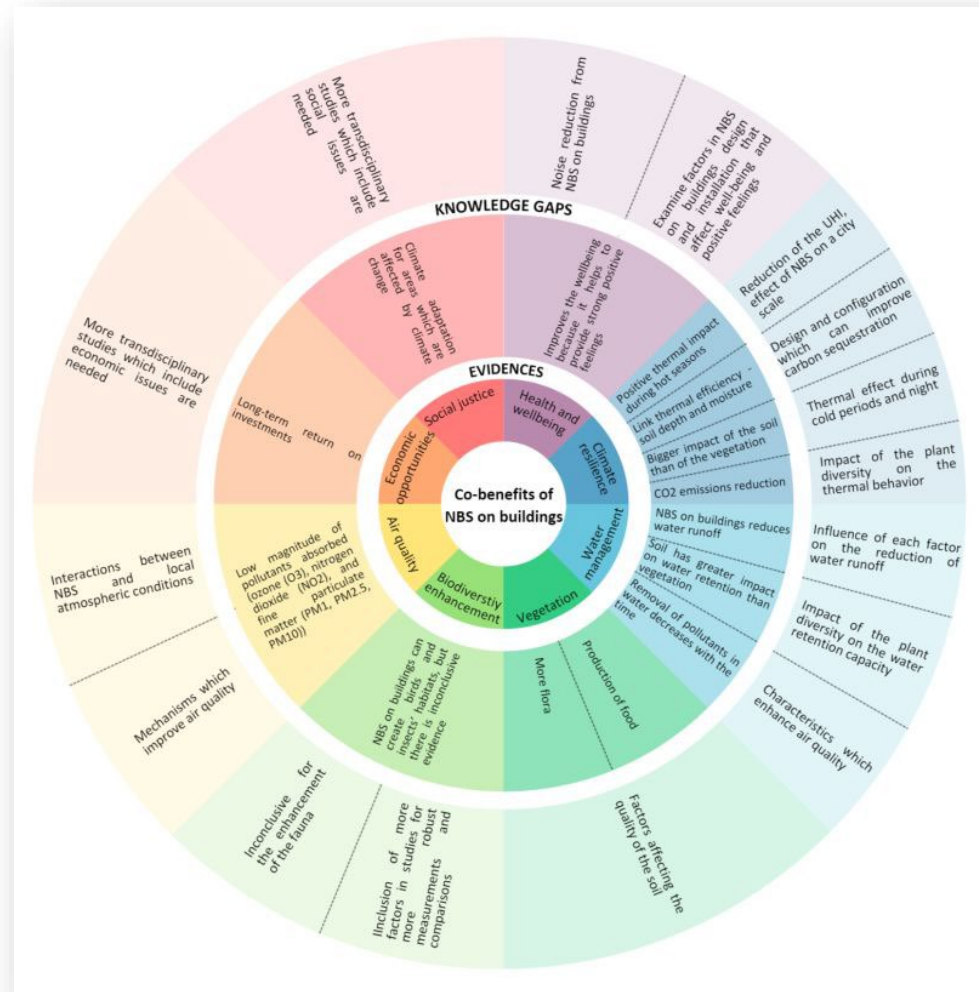 Co-benefits of
NBS on buildings
EVIDENCES
KNOWLEDGE GAPS
Health and
wellbeing
Climate
resilience
Water
management
Vegetation
Biodiverstiy
enhancement
Air quality
Economic
opportunities
Social justice
Improves the wellbeing
because it helps to
provide strong positive
feelings
Positive thermal impact
during hot seasons
Link thermal efficiency -
soil depth and moisture
Bigger impact of the soil
than of the vegetation
CO2 emissions reduction
NBS on buildings reduces
water runoff
Soil has greater impact
on water retention than
vegetation
Removal of pollutants in
water decreases with the
time
Production of food
More flora
NBS on buildings can
create birds and
insects' habitats, but
there is inconclusive
evidence
Low magnitude of
pollutants absorbed
(ozone (O3), nitrogen
dioxide (NiO2), and
fine particulate
matter (PM1, PM2.5,
PM10))
Long-term return on
investments
Climate adaptation
for areas which are
affected by climate
change
Noise reduction from
NBS on buildings
Examine factors in NBS
on buildings design
and installation that
affect well-being and
positive feelings
Reduction of the UHI,
effect of NBS on a city
scale
Design and configuration
which can improve
carbon sequestration
Thermal effect during
cold periods and night
Impact of the plant
diversity on the
thermal behavior
Influence of each factor
on the reduction of
water runoff
Impact of the plant
diversity on the water
retention capacity
Characteristics which
enhance air quality
Factors affecting the
quality of the soil
IInclusion of more
factors in studies for
more robust
measurements and
comparisons
Inconclusive for
the enhancement
of the fauna
Mechanisms which
improve air quality
Interactions between
NBS and local
atmospheric conditions
More transdisciplinary
studies which include
economic issues are
needed
More transdisciplinary
studies which include
social issues are
needed